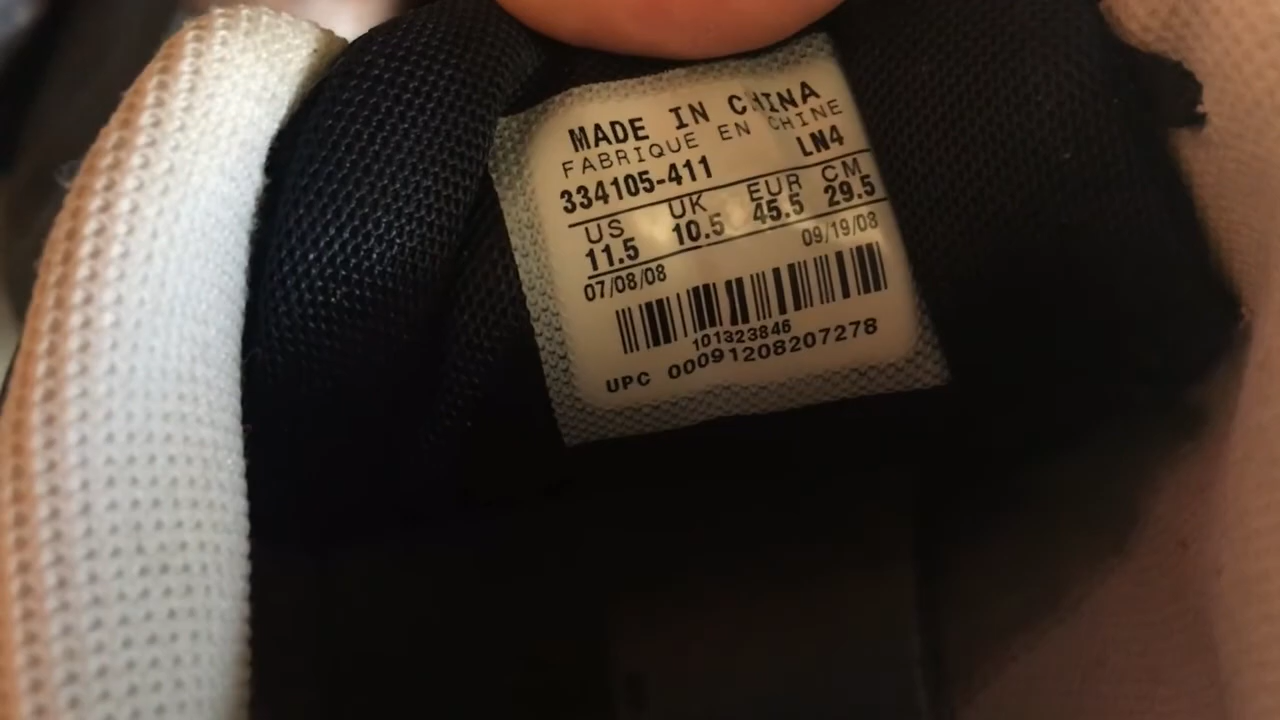 MADE IN CHINA
FABRIQUE EN CHINE
334105-411 LN4
US UK EUR CM
11.5 10.5 45.5 29.5
07/08/08 09/19/08
101323846
UPC 00091208207278